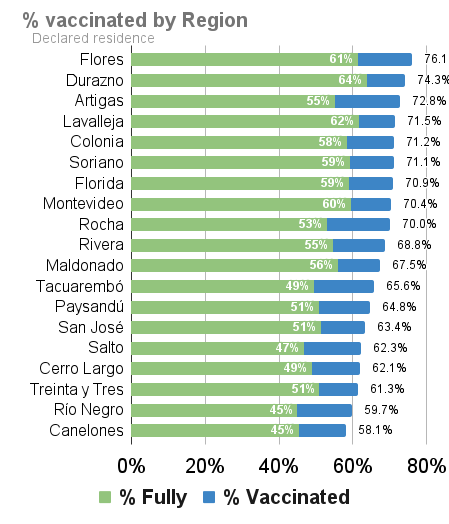 % vaccinated by Region
Declared residence
Flores 61% 76.1
Durazno 64% 74.3%
Artigas 55% 72.8%
Lavalleja 62% 71.5%
Colonia 58% 71.2%
Soriano 59% 71.1%
Florida 59% 70.9%
Montevideo 60% 70.4%
Rocha 53% 70.0%
Rivera 55% 68.8%
Maldonado 56% 67.5%
Tacuarembó 49% 65.6%
Paysandú 51% 64.8%
San José 51% 63.4%
Salto 47% 62.3%
Cerro Largo 49% 62.1%
Treinta y Tres 51% 61.3%
Río Negro 45% 59.7%
Canelones 45% 58.1%
0% 20% 40% 60% 80%
% Fully % Vaccinated